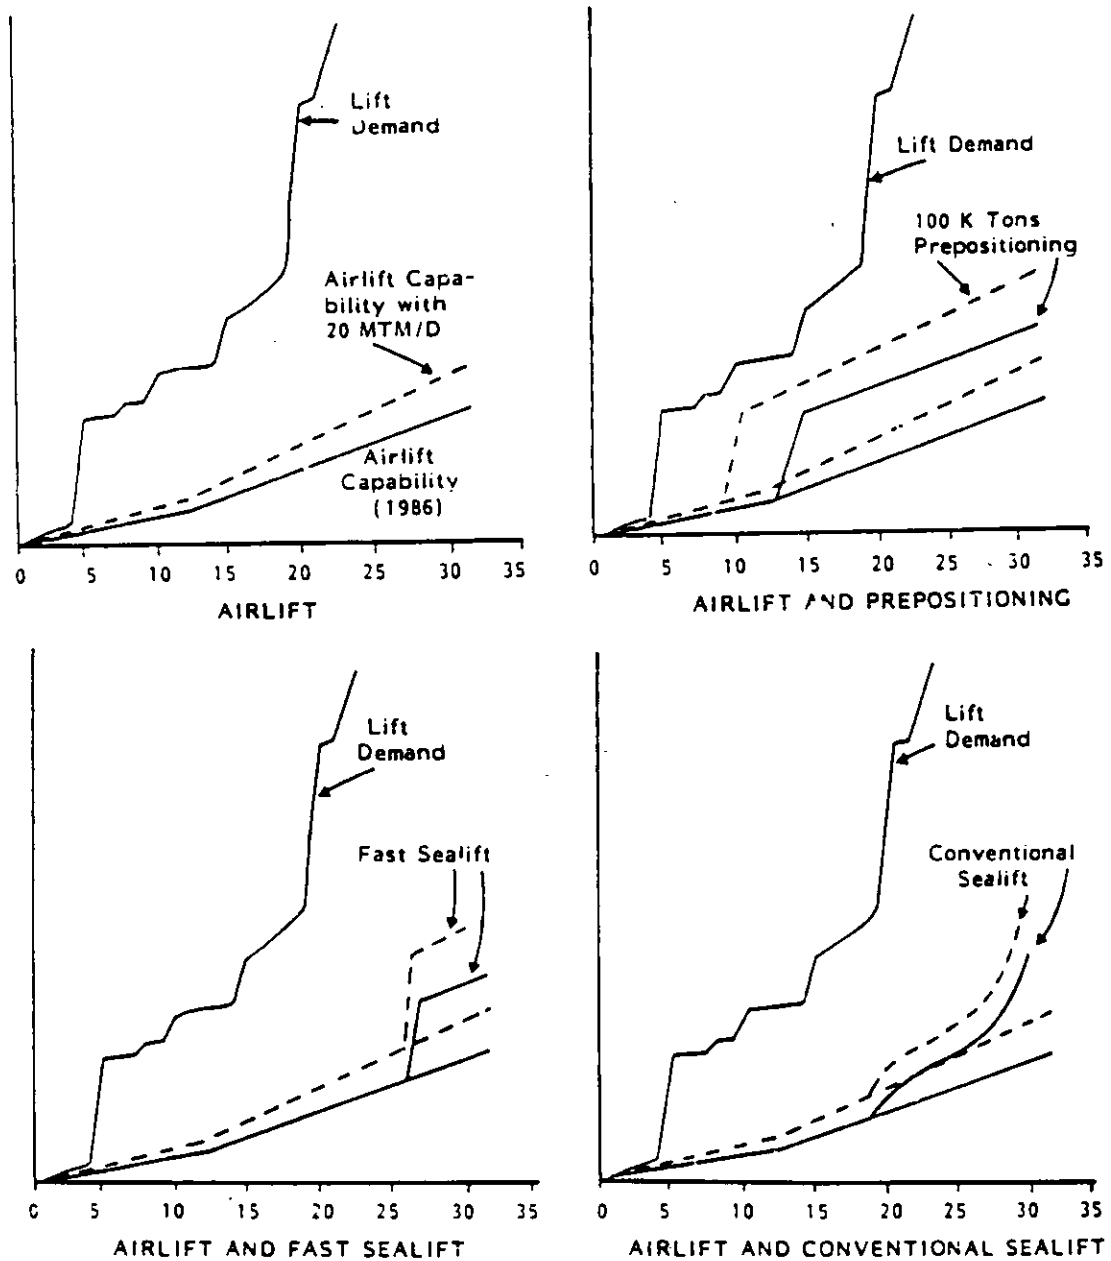 Lift
Demand
Airlift Capa-
bility with
20 MTM/D
Airlift
Capability
(1986)
0 5 10 15 20 25 30 35
AIRLIFT
Lift Demand
100 K Tons
Prepositioning
0 5 10 15 20 25 30 35
AIRLIFT AND PREPOSITIONING
Lift
Demand
Fast Sealift
0 5 10 15 20 25 30 35
AIRLIFT AND FAST SEALIFT
Lift
Demand
Conventional
Sealift
0 5 10 15 20 25 30 35
AIRLIFT AND CONVENTIONAL SEALIFT